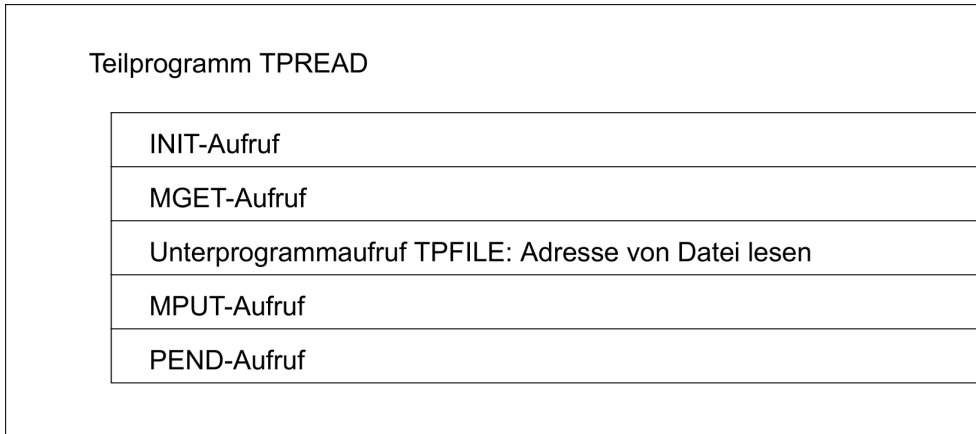 Teilprogramm TPREAD
INIT-Aufruf
MGET-Aufruf
Unterprogrammaufruf TPFILE: Adresse von Datei lesen
MPUT-Aufruf
PEND-Aufruf